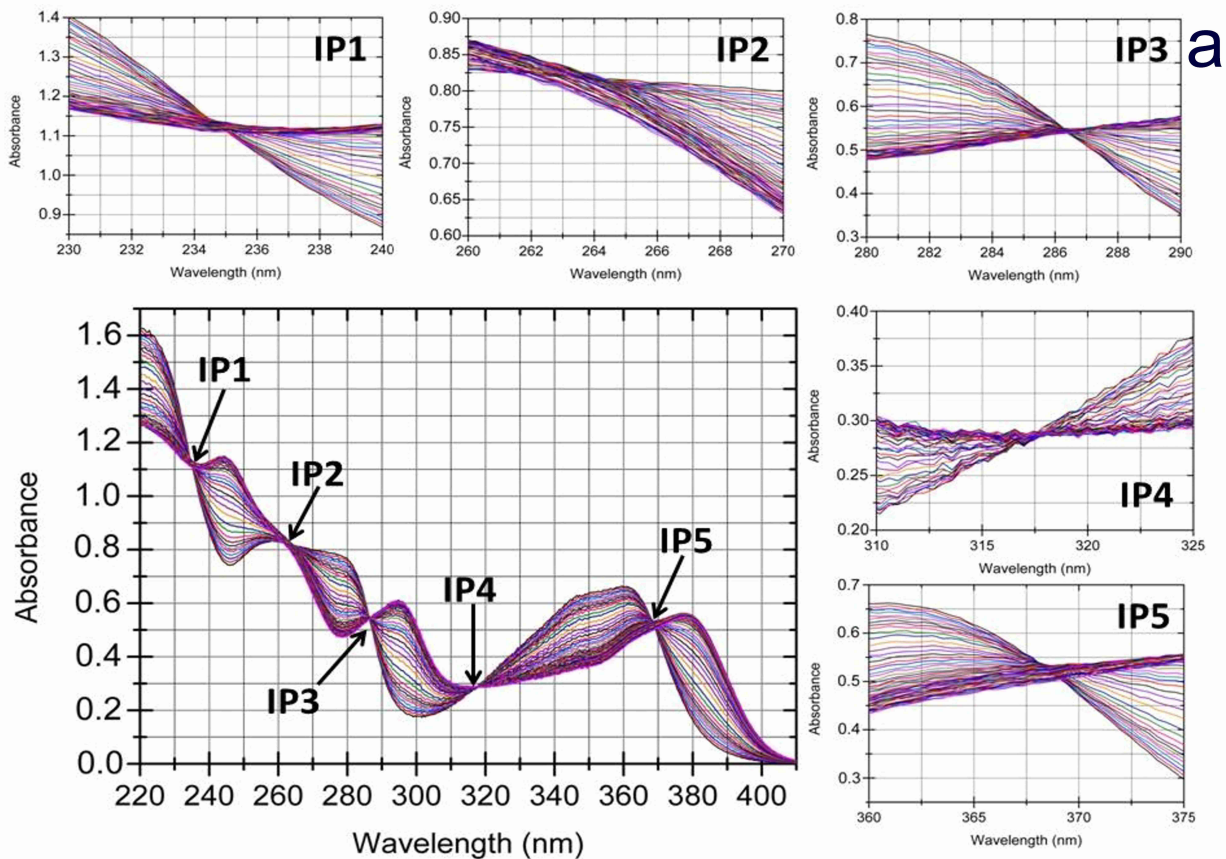 IP1
1.4
1.3
1.2
1.1
1.0
0.9
Absorbance
230 232 234 236 238 240
Wavelength (nm)
IP2
0.90
0.85
0.80
0.75
0.70
0.65
0.60
Absorbance
260 262 264 266 268 270
Wavelength (nm)
IP3
0.8
0.7
0.6
0.5
0.4
0.3
Absorbance
280 282 284 286 288 290
Wavelength (nm)
a
1.6
1.4
1.2
1.0
0.8
0.6
0.4
0.2
0.0
Absorbance
IP1
IP2
IP3
IP4
IP5
220 240 260 280 300 320 340 360 380 400
Wavelength (nm)
0.40
0.35
0.30
0.25
0.20
Absorbance
IP4
310 315 320 325
Wavelength (nm)
0.7
0.6
0.5
0.4
0.3
Absorbance
IP5
360 365 370 375
Wavelength (nm)